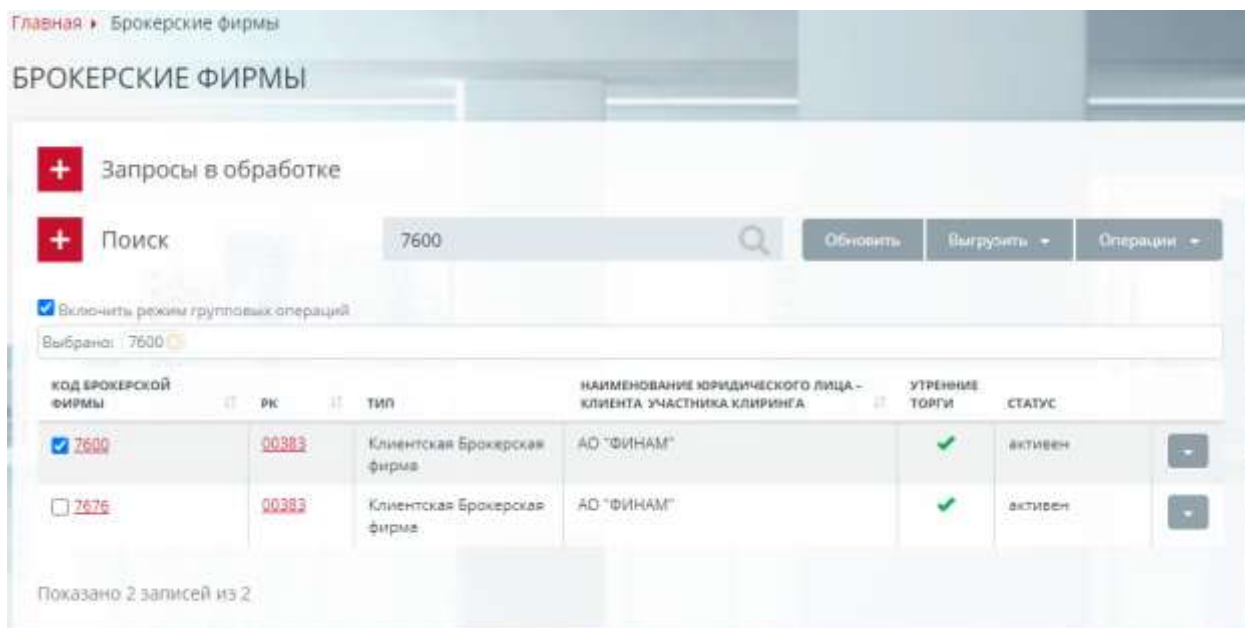 Главная ▸ Брокерские фирмы
БРОКЕРСКИЕ ФИРМЫ
Запросы в обработке
Поиск 7600 Обновить Выгрузить Операции
Включить режим групповых операций
Выбрано: 7600
КОД БРОКЕРСКОЙ ФИРМЫ РК ТИП НАИМЕНОВАНИЕ ЮРИДИЧЕСКОГО ЛИЦА – КЛИЕНТА УЧАСТНИКА КЛИРИНГА УТРЕННИЕ ТОРГИ СТАТУС
7600 00383 Клиентская Брокерская фирма АО "ФИНАМ" активен
7676 00383 Клиентская Брокерская фирма АО "ФИНАМ" активен
Показано 2 записей из 2